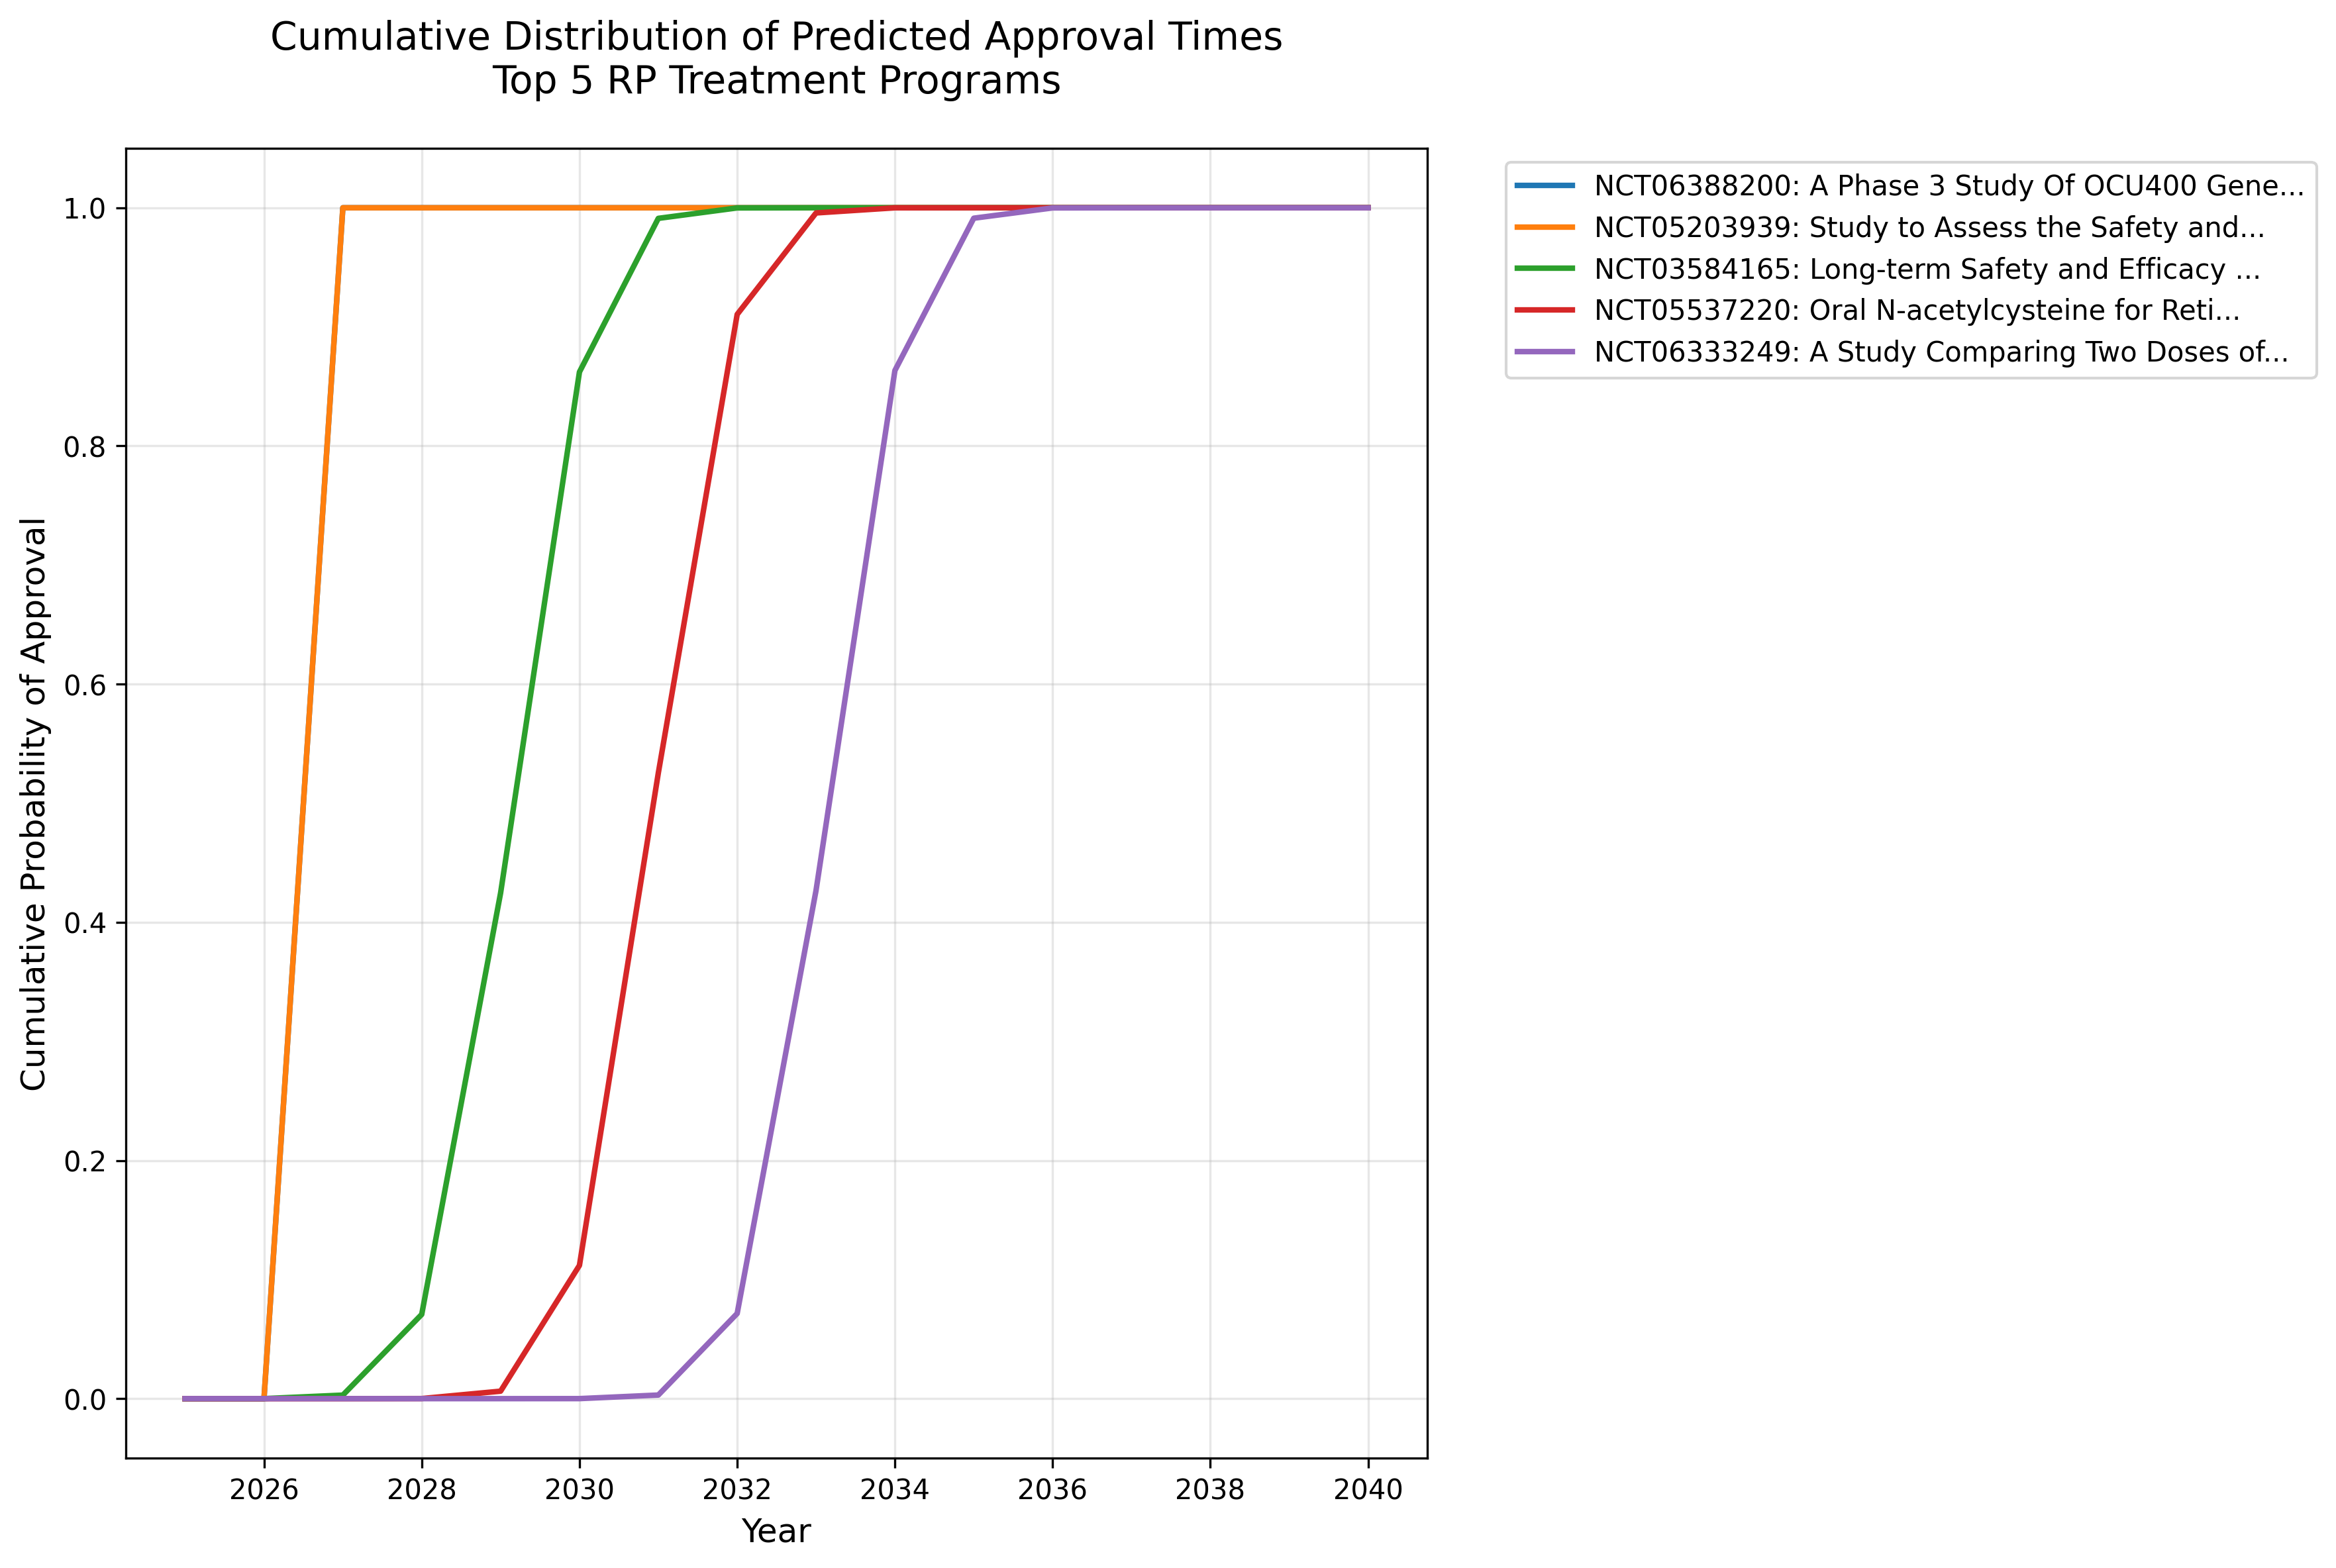 Cumulative Distribution of Predicted Approval Times
Top 5 RP Treatment Programs
Cumulative Probability of Approval
1.0
0.8
0.6
0.4
0.2
0.0
2026
2028
2030
2032
2034
2036
2038
2040
Year
NCT06388200: A Phase 3 Study Of OCU400 Gene...
NCT05203939: Study to Assess the Safety and...
NCT03584165: Long-term Safety and Efficacy ...
NCT05537220: Oral N-acetylcysteine for Reti...
NCT06333249: A Study Comparing Two Doses of...